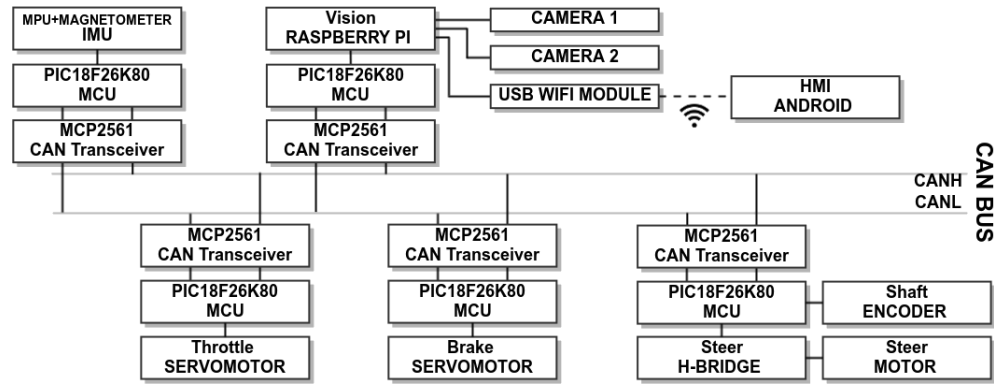 MPU+MAGNETOMETER
IMU
PIC18F26K80
MCU
MCP2561
CAN Transceiver
Vision
RASPBERRY PI
PIC18F26K80
MCU
MCP2561
CAN Transceiver
CAMERA 1
CAMERA 2
USB WIFI MODULE
HMI
ANDROID
CANH
CANL
CAN BUS
MCP2561
CAN Transceiver
PIC18F26K80
MCU
Throttle
SERVOMOTOR
MCP2561
CAN Transceiver
PIC18F26K80
MCU
Brake
SERVOMOTOR
MCP2561
CAN Transceiver
PIC18F26K80
MCU
Shaft
ENCODER
Steer
H-BRIDGE
Steer
MOTOR